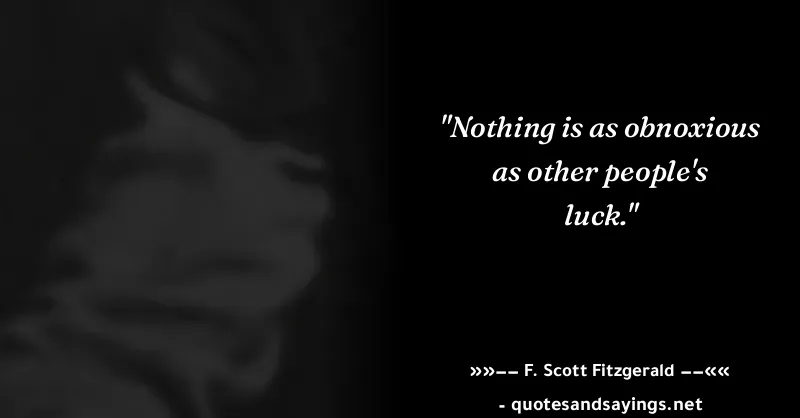 "Nothing is as obnoxious
as other people's
luck."
»»–– F. Scott Fitzgerald ––««
- quotesandsayings.net